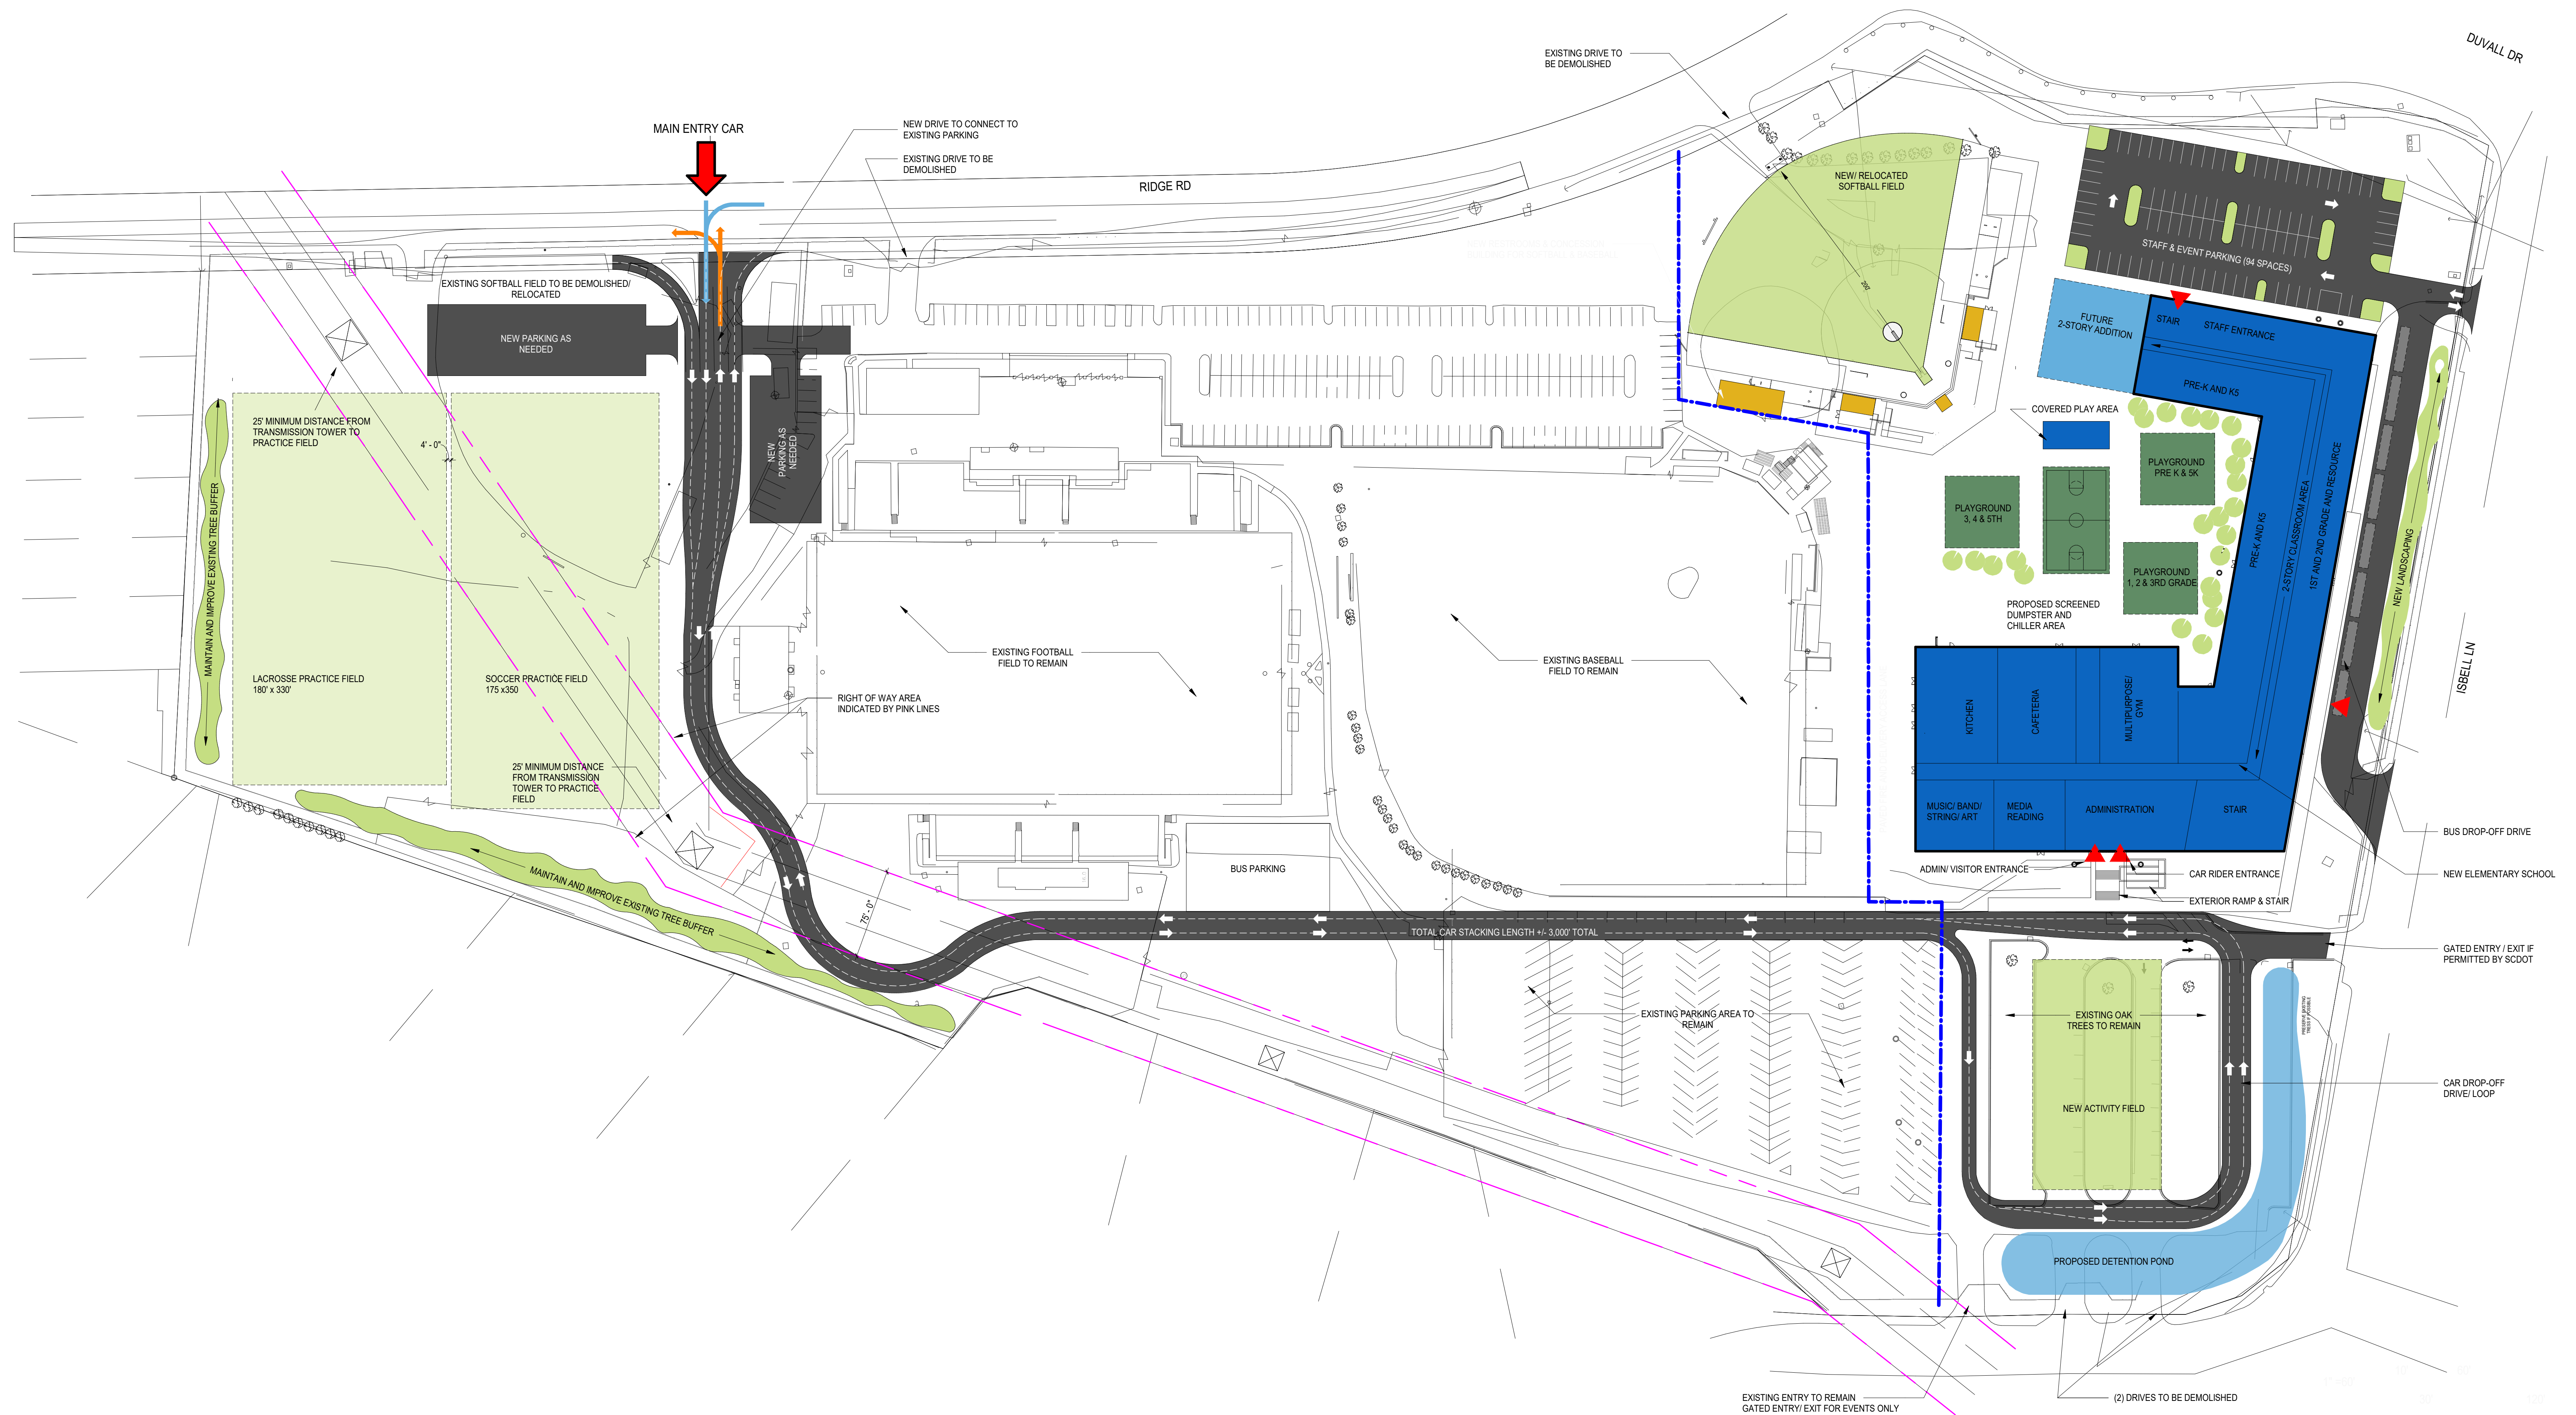 DUVALL DR
EXISTING DRIVE TO
BE DEMOLISHED
MAIN ENTRY CAR
NEW DRIVE TO CONNECT TO
EXISTING PARKING
EXISTING DRIVE TO BE
DEMOLISHED
RIDGE RD
NEW/ RELOCATED
SOFTBALL FIELD
200'
STAFF & EVENT PARKING (94 SPACES)
EXISTING SOFTBALL FIELD TO BE DEMOLISHED/
RELOCATED
NEW PARKING AS
NEEDED
NEW
PARKING AS
NEEDED
FUTURE
2-STORY ADDITION
STAIR
STAFF ENTRANCE
PRE-K AND K5
COVERED PLAY AREA
25' MINIMUM DISTANCE FROM
TRANSMISSION TOWER TO
PRACTICE FIELD
4' - 0"
PLAYGROUND
PRE K & 5K
PLAYGROUND
3, 4 & 5TH
PLAYGROUND
1, 2 & 3RD GRADE
PRE-K AND K5
2-STORY CLASSROOM AREA
1ST AND 2ND GRADE AND RESOURCE
NEW LANDSCAPING
ISBELL LN
MAINTAIN AND IMPROVE EXISTING TREE BUFFER
PROPOSED SCREENED
DUMPSTER AND
CHILLER AREA
EXISTING FOOTBALL
FIELD TO REMAIN
EXISTING BASEBALL
FIELD TO REMAIN
LACROSSE PRACTICE FIELD
180' x 330'
SOCCER PRACTICE FIELD
175 x350
RIGHT OF WAY AREA
INDICATED BY PINK LINES
KITCHEN
CAFETERIA
MULTIPURPOSE/
GYM
25' MINIMUM DISTANCE
FROM TRANSMISSION
TOWER TO PRACTICE
FIELD
MUSIC/ BAND/
STRING/ ART
MEDIA
READING
ADMINISTRATION
STAIR
BUS DROP-OFF DRIVE
BUS PARKING
ADMIN/ VISITOR ENTRANCE
CAR RIDER ENTRANCE
NEW ELEMENTARY SCHOOL
EXTERIOR RAMP & STAIR
MAINTAIN AND IMPROVE EXISTING TREE BUFFER
75' - 0"
TOTAL CAR STACKING LENGTH +/- 3,000' TOTAL
GATED ENTRY / EXIT IF
PERMITTED BY SCDOT
EXISTING PARKING AREA TO
REMAIN
EXISTING OAK
TREES TO REMAIN
PRESERVE EXISTING
TREES IF POSSIBLE
CAR DROP-OFF
DRIVE/ LOOP
NEW ACTIVITY FIELD
PROPOSED DETENTION POND
EXISTING ENTRY TO REMAIN
GATED ENTRY/ EXIT FOR EVENTS ONLY
(2) DRIVES TO BE DEMOLISHED